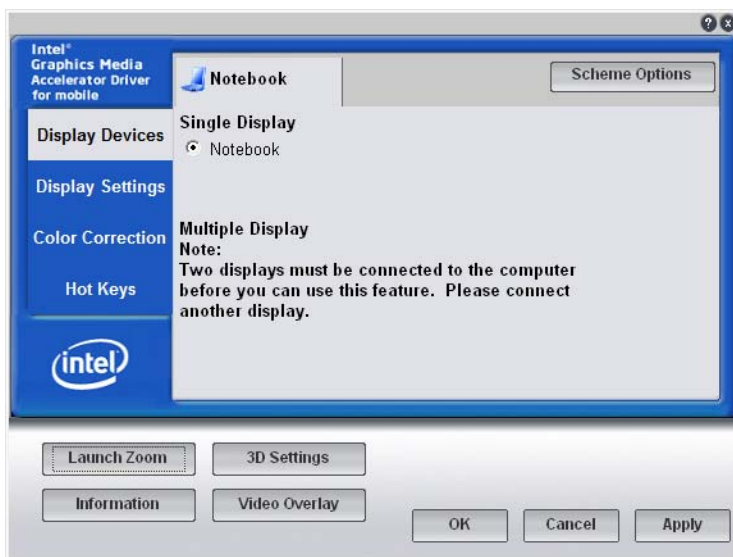 Intel®
Graphics Media
Accelerator Driver
for mobile
Notebook
Scheme Options
Display Devices
Display Settings
Color Correction
Hot Keys
intel
Single Display
Notebook
Multiple Display
Note:
Two displays must be connected to the computer
before you can use this feature. Please connect
another display.
Launch Zoom
3D Settings
Information
Video Overlay
OK
Cancel
Apply